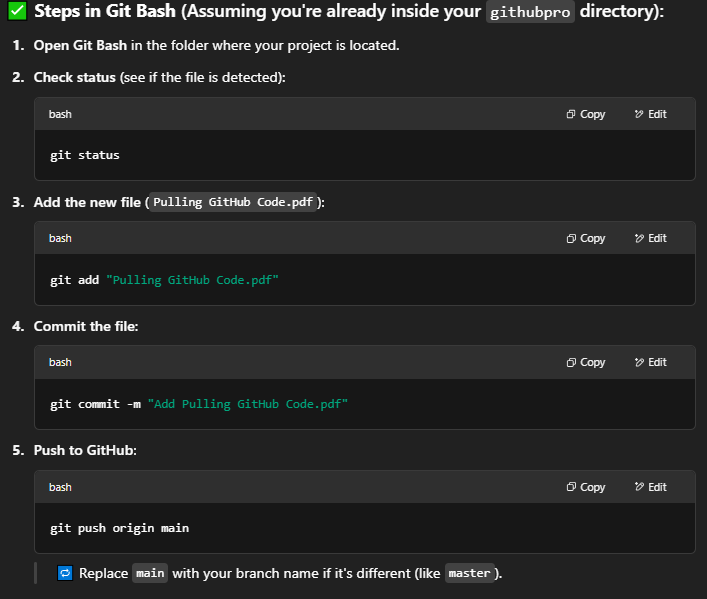 ✅ Steps in Git Bash (Assuming you're already inside your githubpro directory):
1. Open Git Bash in the folder where your project is located.
2. Check status (see if the file is detected):
bash Copy Edit
git status
3. Add the new file (Pulling GitHub Code.pdf):
bash Copy Edit
git add "Pulling GitHub Code.pdf"
4. Commit the file:
bash Copy Edit
git commit -m "Add Pulling GitHub Code.pdf"
5. Push to GitHub:
bash Copy Edit
git push origin main
🔁 Replace main with your branch name if it's different (like master).